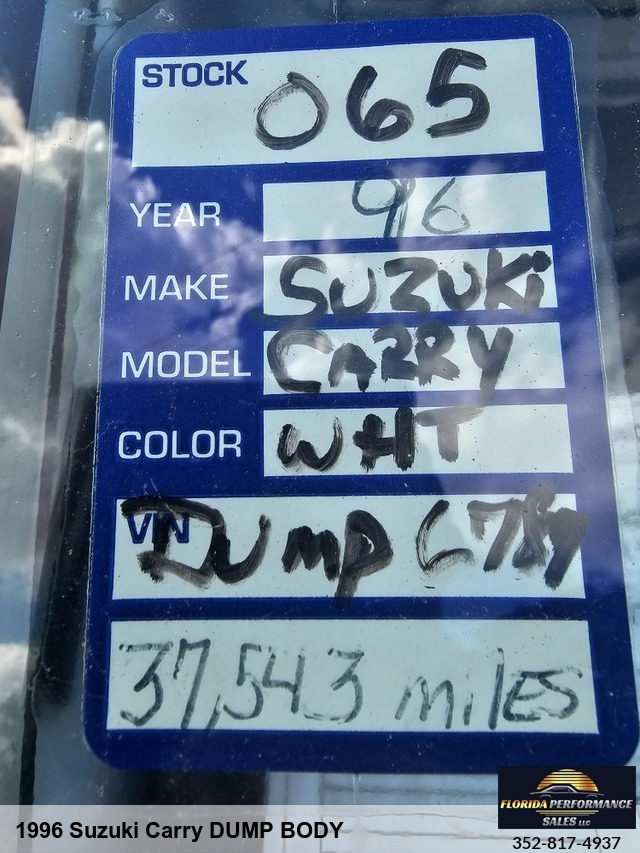 STOCK 065
YEAR 96
MAKE SUZUKi
MODEL CARRY
COLOR WHT
VIN DUMP 6789
37,543 milES
FLORIDA PERFORMANCE
SALES LLC
1996 Suzuki Carry DUMP BODY
352-817-4937